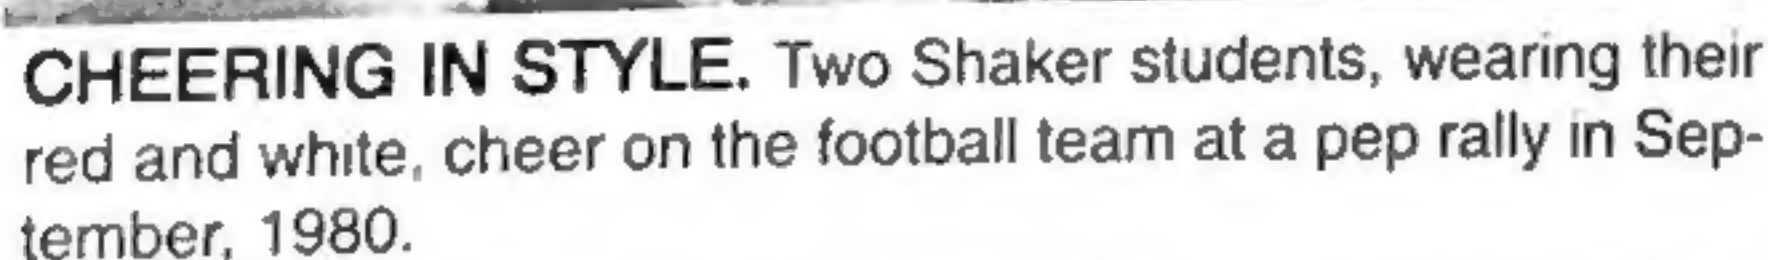 CHEERING IN STYLE. Two Shaker students, wearing their
red and white, cheer on the football team at a pep rally in Sep-
tember, 1980.